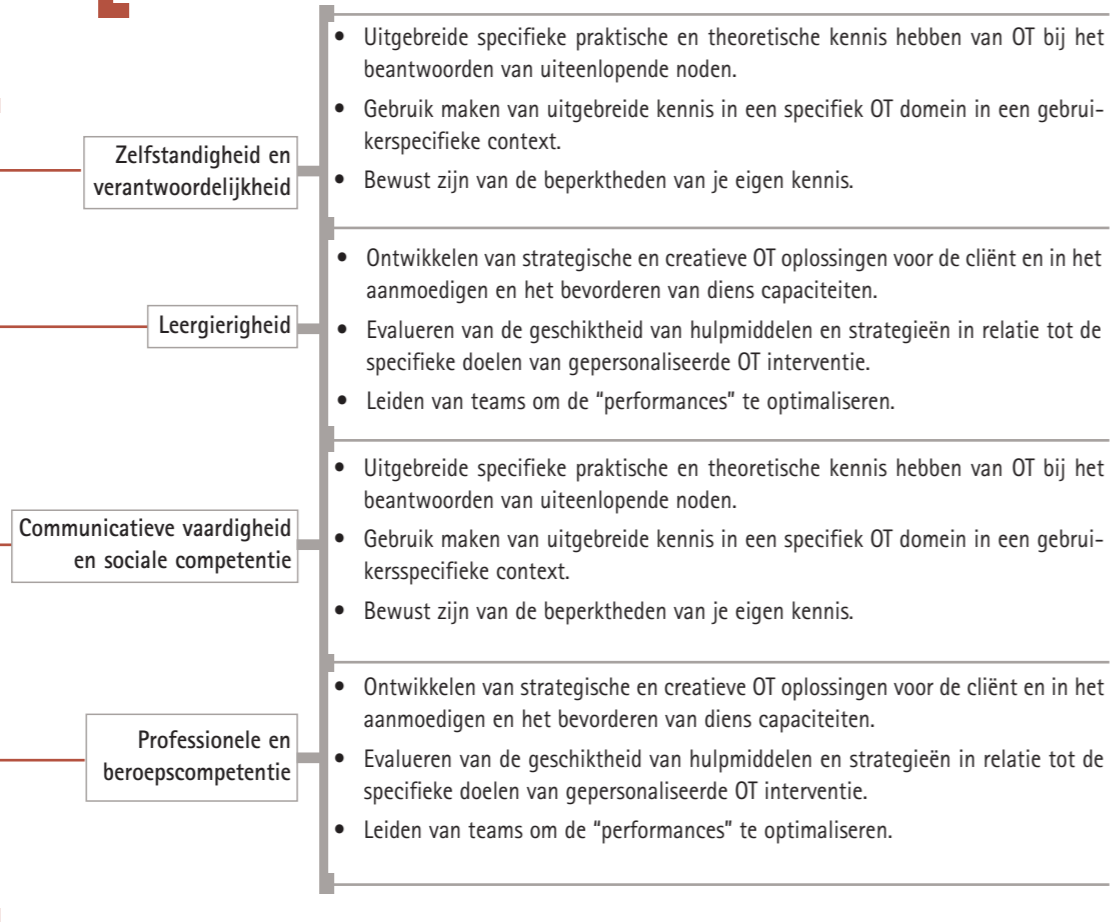 • Uitgebreide specifieke praktische en theoretische kennis hebben van OT bij het
beantwoorden van uiteenlopende noden.
• Gebruik maken van uitgebreide kennis in een specifiek OT domein in een gebrui-
kerspecifieke context.
• Bewust zijn van de beperktheden van je eigen kennis.
Zelfstandigheid en
verantwoordelijkheid
• Ontwikkelen van strategische en creatieve OT oplossingen voor de cliënt en in het
aanmoedigen en het bevorderen van diens capaciteiten.
• Evalueren van de geschiktheid van hulpmiddelen en strategieën in relatie tot de
specifieke doelen van gepersonaliseerde OT interventie.
• Leiden van teams om de “performances” te optimaliseren.
Leergierigheid
• Uitgebreide specifieke praktische en theoretische kennis hebben van OT bij het
beantwoorden van uiteenlopende noden.
• Gebruik maken van uitgebreide kennis in een specifiek OT domein in een gebrui-
kersspecifieke context.
• Bewust zijn van de beperktheden van je eigen kennis.
Communicatieve vaardigheid
en sociale competentie
• Ontwikkelen van strategische en creatieve OT oplossingen voor de cliënt en in het
aanmoedigen en het bevorderen van diens capaciteiten.
• Evalueren van de geschiktheid van hulpmiddelen en strategieën in relatie tot de
specifieke doelen van gepersonaliseerde OT interventie.
• Leiden van teams om de “performances” te optimaliseren.
Professionele en
beroepscompetentie